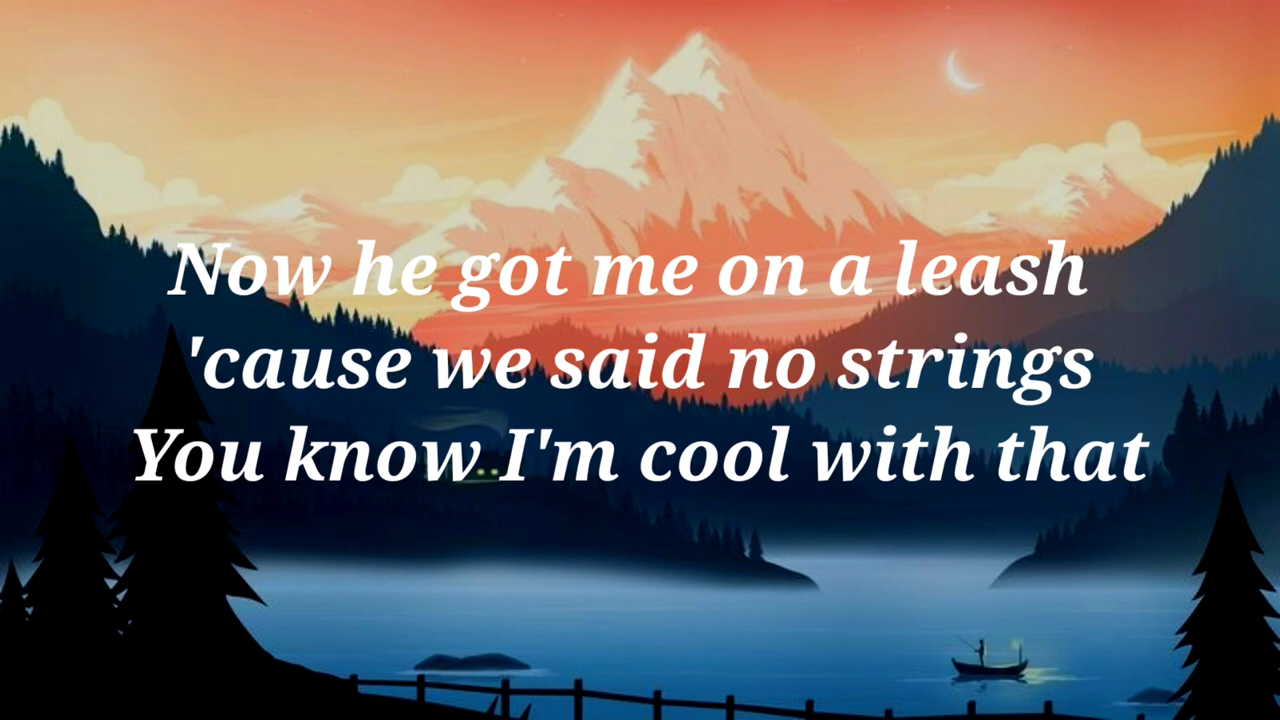 Now he got me on a leash
'cause we said no strings
You know I'm cool with that